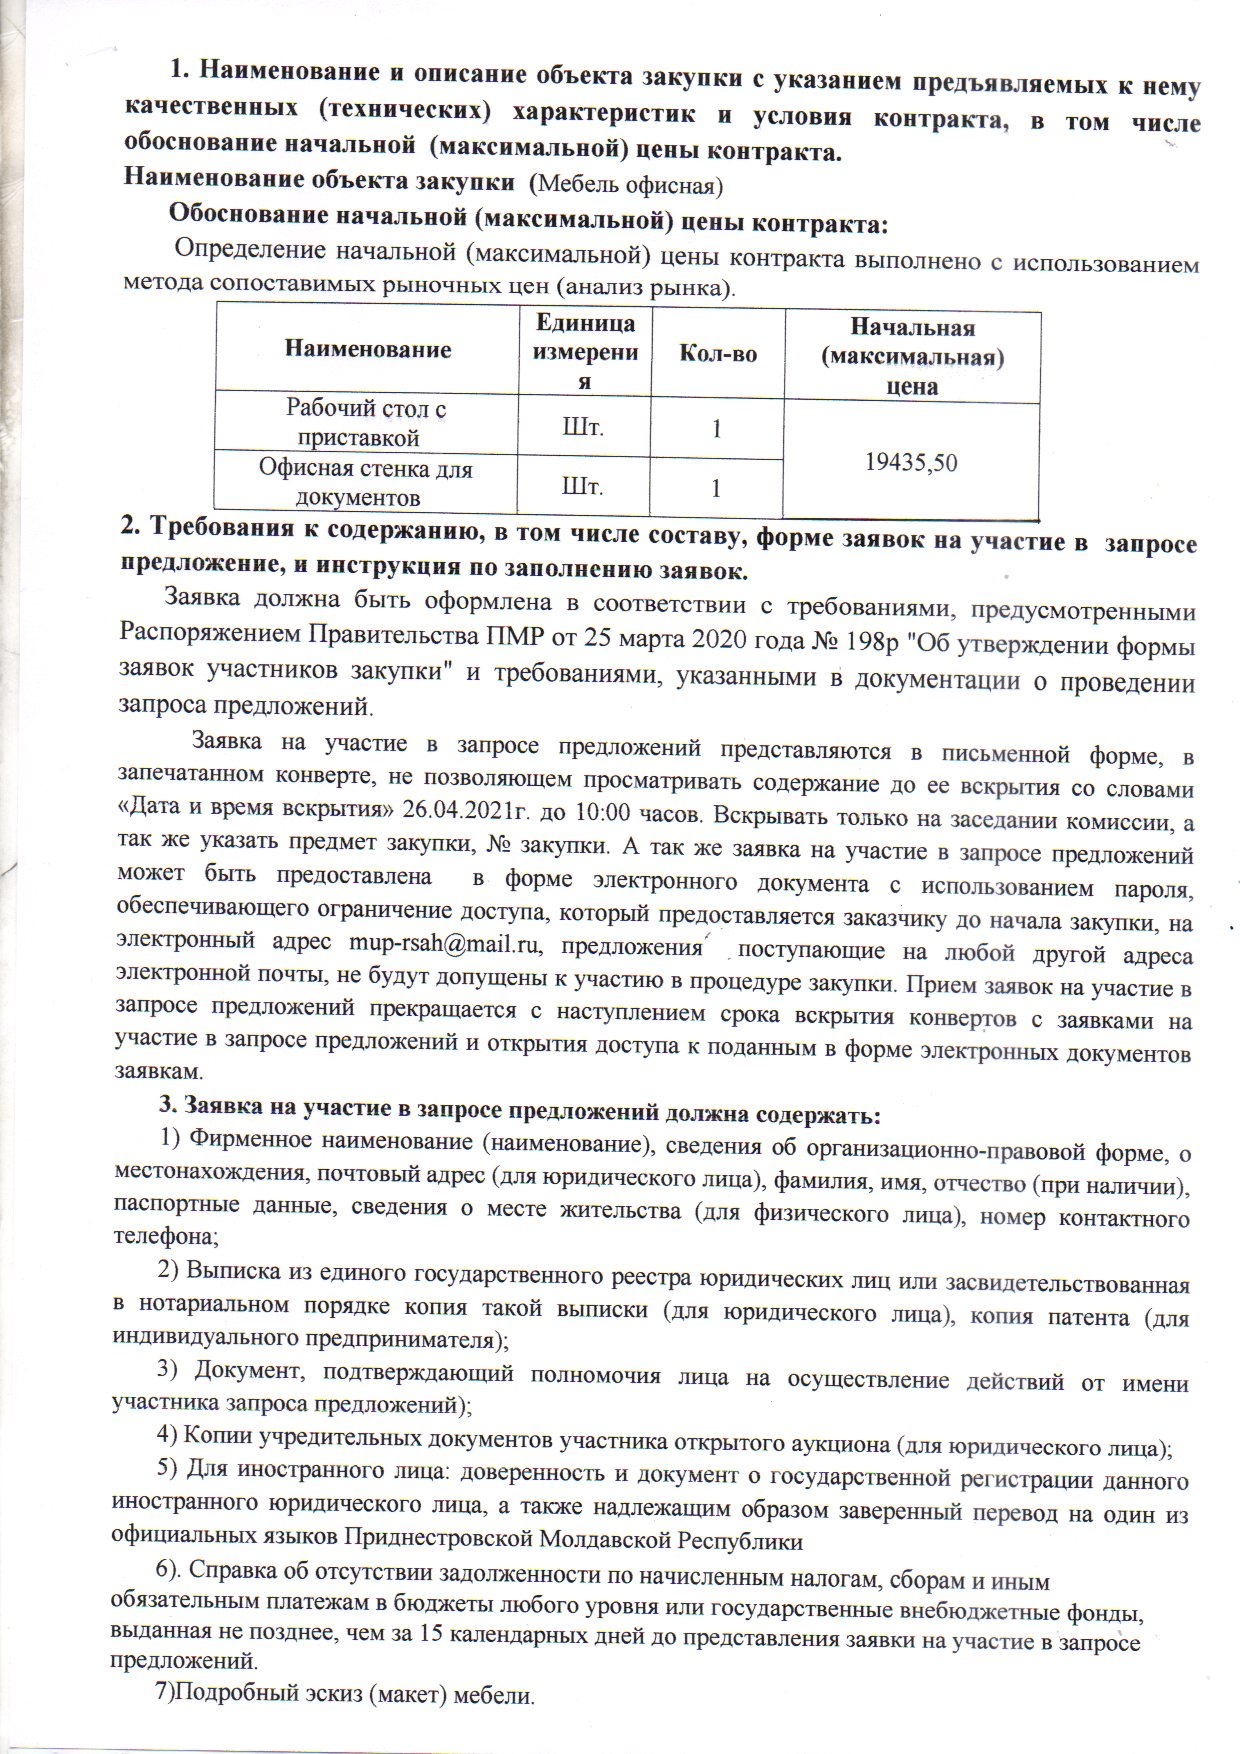 1. Наименование и описание объекта закупки с указанием предъявляемых к нему
качественных (технических) характеристик и условия контракта, в том числе
обоснование начальной (максимальной) цены контракта.
Наименование объекта закупки (Мебель офисная)
Обоснование начальной (максимальной) цены контракта:
Определение начальной (максимальной) цены контракта выполнено с использованием
метода сопоставимых рыночных цен (анализ рынка).
Наименование
Единица
измерени
я
Кол-во
Начальная
(максимальная)
цена
Рабочий стол с
приставкой
Шт.
1
19435,50
Офисная стенка для
документов
Шт.
1
2. Требования к содержанию, в том числе составу, форме заявок на участие в запросе
предложение, и инструкция по заполнению заявок.
Заявка должна быть оформлена в соответствии с требованиями, предусмотренными
Распоряжением Правительства ПМР от 25 марта 2020 года № 198р "Об утверждении формы
заявок участников закупки" и требованиями, указанными в документации о проведении
запроса предложений.
Заявка на участие в запросе предложений представляются в письменной форме, в
запечатанном конверте, не позволяющем просматривать содержание до ее вскрытия со словами
«Дата и время вскрытия» 26.04.2021г. до 10:00 часов. Вскрывать только на заседании комиссии, а
так же указать предмет закупки, № закупки. А так же заявка на участие в запросе предложений
может быть предоставлена в форме электронного документа с использованием пароля,
обеспечивающего ограничение доступа, который предоставляется заказчику до начала закупки, на
электронный адрес mup-rsah@mail.ru, предложения поступающие на любой другой адреса
электронной почты, не будут допущены к участию в процедуре закупки. Прием заявок на участие в
запросе предложений прекращается с наступлением срока вскрытия конвертов с заявками на
участие в запросе предложений и открытия доступа к поданным в форме электронных документов
заявкам.
3. Заявка на участие в запросе предложений должна содержать:
1) Фирменное наименование (наименование), сведения об организационно-правовой форме, о
местонахождения, почтовый адрес (для юридического лица), фамилия, имя, отчество (при наличии),
паспортные данные, сведения о месте жительства (для физического лица), номер контактного
телефона;
2) Выписка из единого государственного реестра юридических лиц или засвидетельствованная
в нотариальном порядке копия такой выписки (для юридического лица), копия патента (для
индивидуального предпринимателя);
3) Документ, подтверждающий полномочия лица на осуществление действий от имени
участника запроса предложений);
4) Копии учредительных документов участника открытого аукциона (для юридического лица);
5) Для иностранного лица: доверенность и документ о государственной регистрации данного
иностранного юридического лица, а также надлежащим образом заверенный перевод на один из
официальных языков Приднестровской Молдавской Республики
6). Справка об отсутствии задолженности по начисленным налогам, сборам и иным
обязательным платежам в бюджеты любого уровня или государственные внебюджетные фонды,
выданная не позднее, чем за 15 календарных дней до представления заявки на участие в запросе
предложений.
7)Подробный эскиз (макет) мебели.